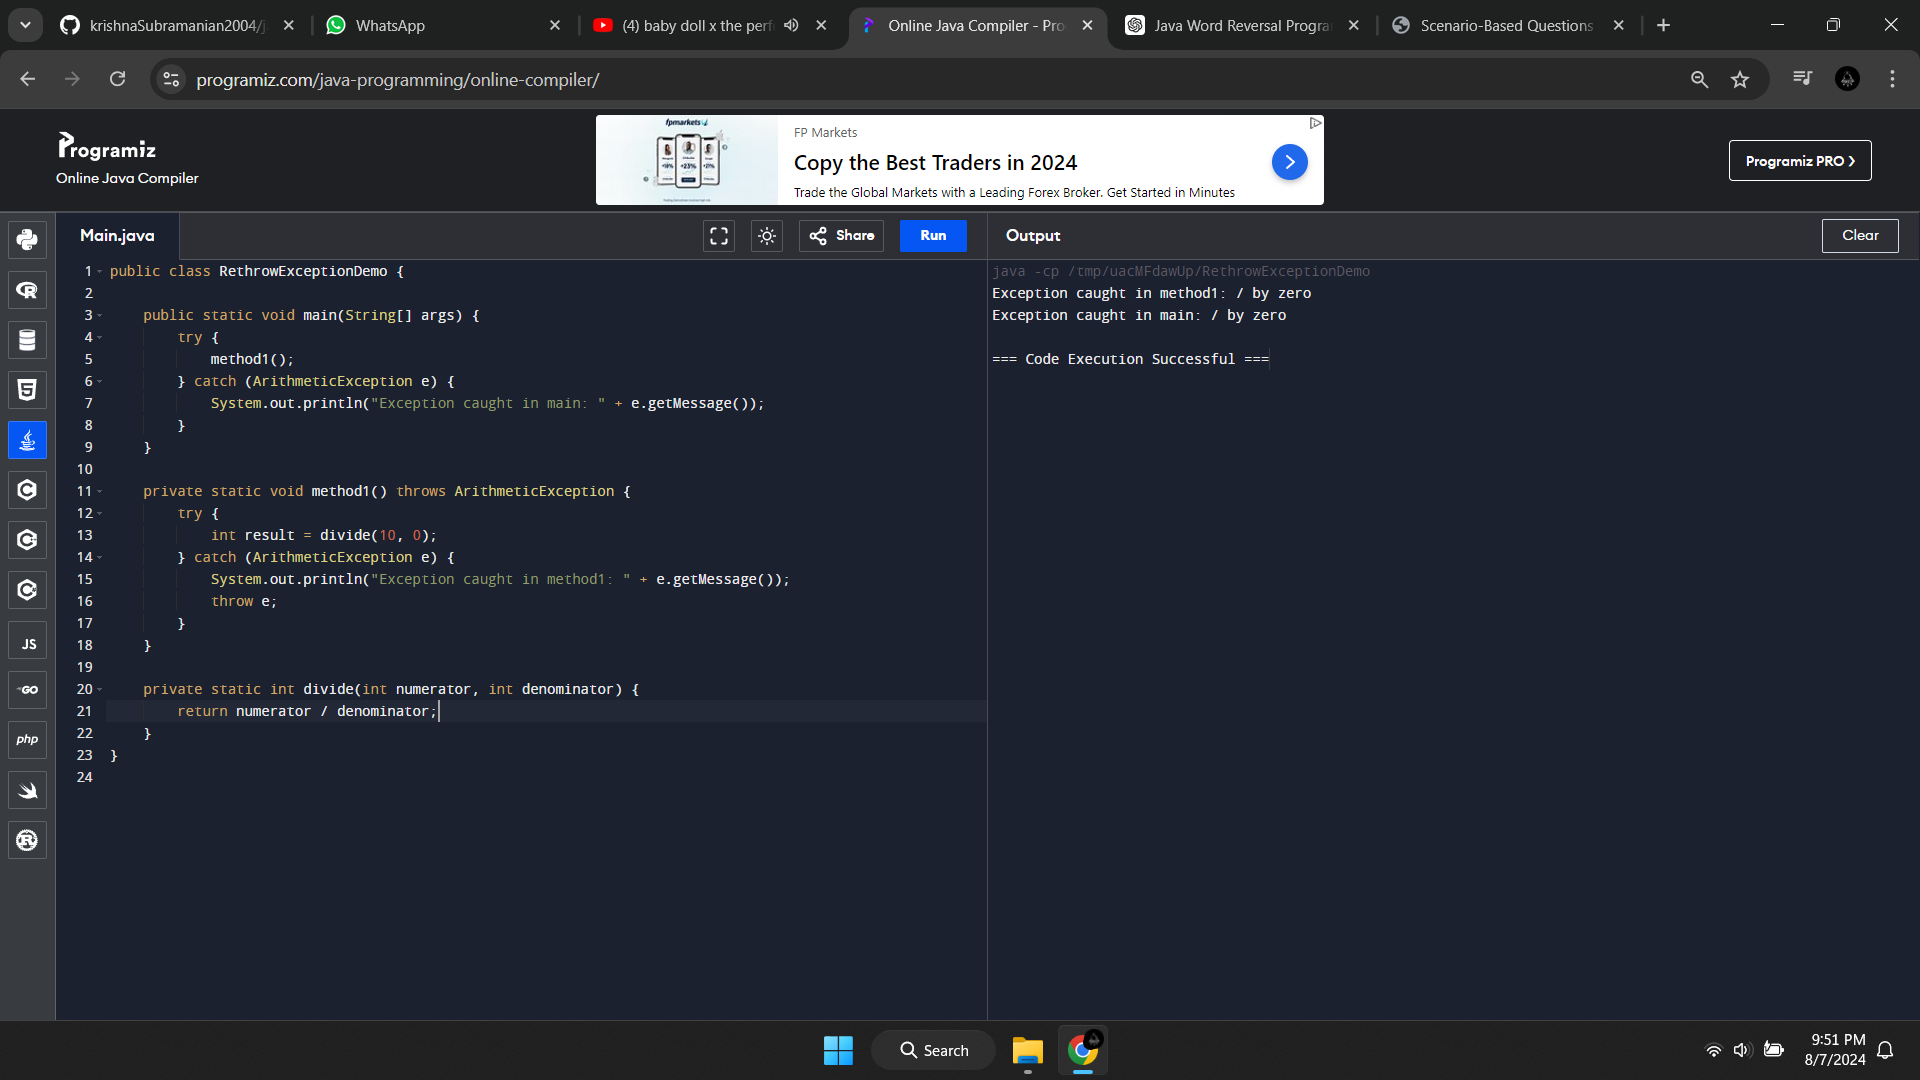 krishnaSubramanian2004/j
WhatsApp
(4) baby doll x the perf
Online Java Compiler - Pro
Java Word Reversal Progra
Scenario-Based Questions
programiz.com/java-programming/online-compiler/
Programiz
Online Java Compiler
fpmarkets
FP Markets
Copy the Best Traders in 2024
Trade the Global Markets with a Leading Forex Broker. Get Started in Minutes
Programiz PRO
Main.java
Share
Run
Output
Clear
1 public class RethrowExceptionDemo {
2
3 public static void main(String[] args) {
4 try {
5 method1();
6 } catch (ArithmeticException e) {
7 System.out.println("Exception caught in main: " + e.getMessage());
8 }
9 }
10
11 private static void method1() throws ArithmeticException {
12 try {
13 int result = divide(10, 0);
14 } catch (ArithmeticException e) {
15 System.out.println("Exception caught in method1: " + e.getMessage());
16 throw e;
17 }
18 }
19
20 private static int divide(int numerator, int denominator) {
21 return numerator / denominator;
22 }
23 }
24
java -cp /tmp/uacMFdawUp/RethrowExceptionDemo
Exception caught in method1: / by zero
Exception caught in main: / by zero
=== Code Execution Successful ===
JS
GO
php
Search
9:51 PM
8/7/2024